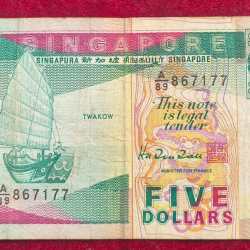 SINGAPORE
SINGAPURA 新加坡 சிங்கப்பூர் SINGAPORE
A/89 867177
TWAKOW
This note
is legal
tender
A/89 867177
MINISTER FOR FINANCE
FIVE
DOLLARS